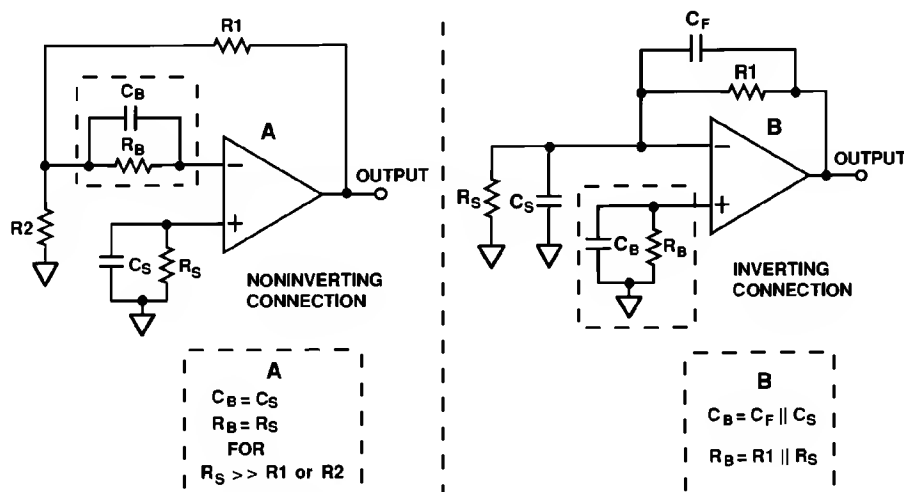 R1
C_B
R_B
A
−
+
OUTPUT
R2
C_S
R_S
NONINVERTING
CONNECTION
A
C_B = C_S
R_B = R_S
FOR
R_S >> R1 or R2
C_F
R1
B
−
+
OUTPUT
R_S
C_S
C_B
R_B
INVERTING
CONNECTION
B
C_B = C_F || C_S
R_B = R1 || R_S